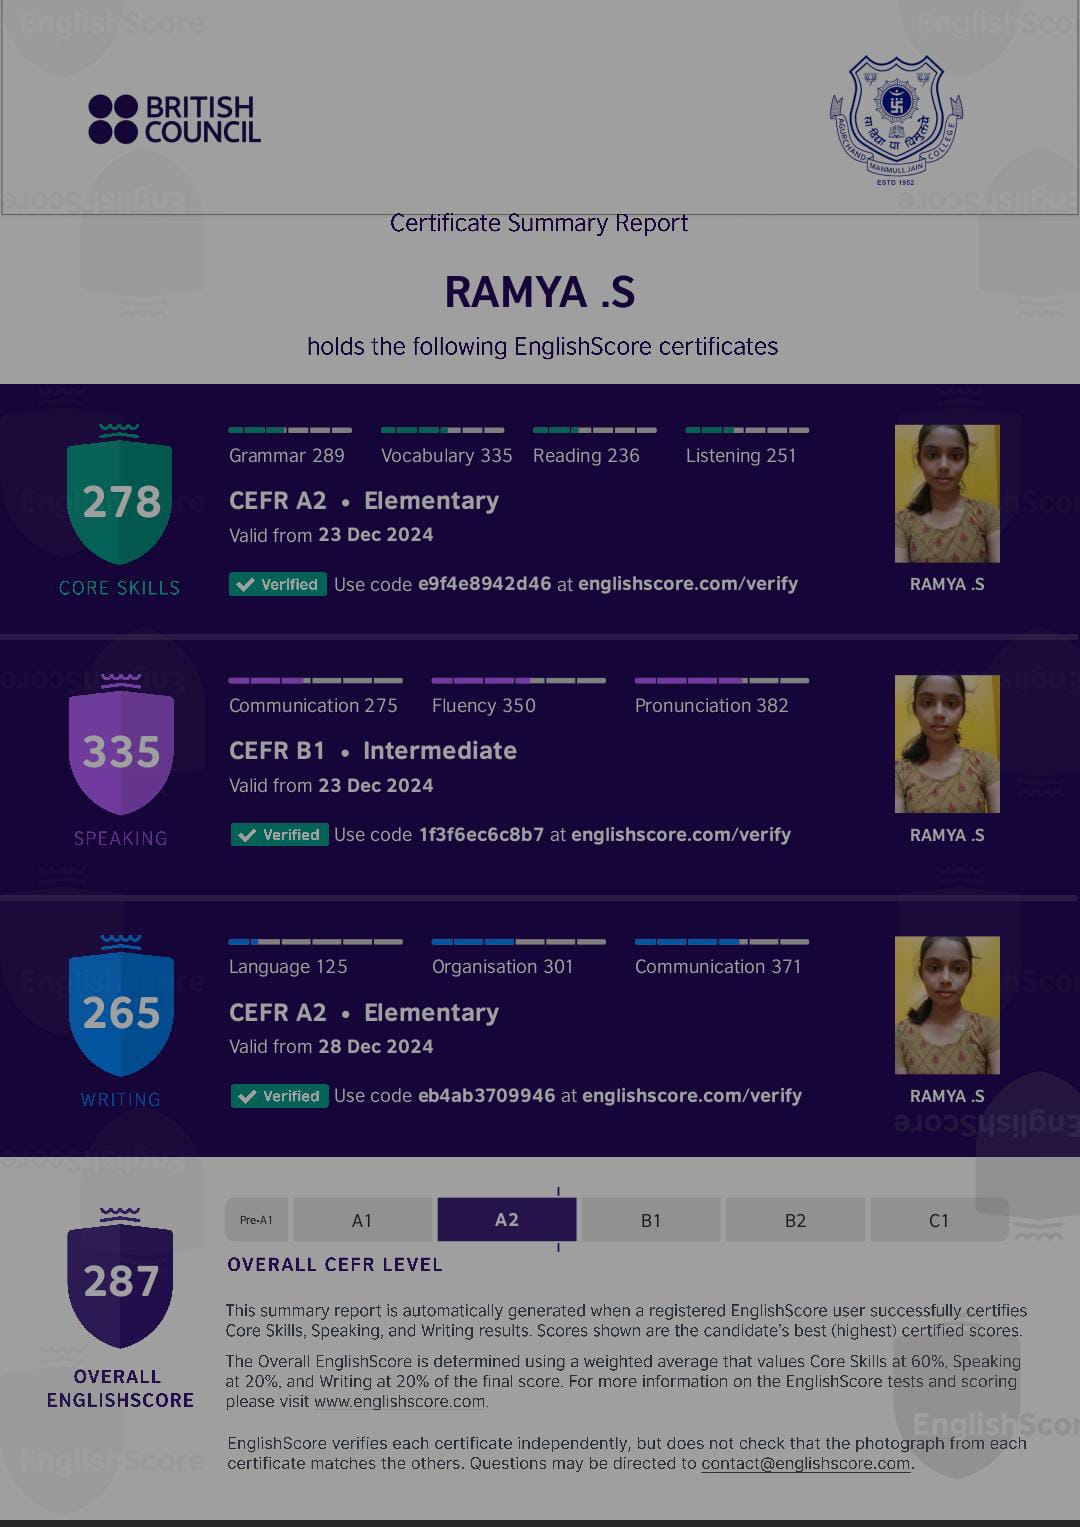 BRITISH
COUNCIL
सा विद्या या विमुक्तये
AGURCHAND MANMULL JAIN COLLEGE
ESTD 1952
Certificate Summary Report
RAMYA .S
holds the following EnglishScore certificates
278
CORE SKILLS
Grammar 289 Vocabulary 335 Reading 236 Listening 251
CEFR A2 • Elementary
Valid from 23 Dec 2024
Verified Use code e9f4e8942d46 at englishscore.com/verify
RAMYA .S
335
SPEAKING
Communication 275 Fluency 350 Pronunciation 382
CEFR B1 • Intermediate
Valid from 23 Dec 2024
Verified Use code 1f3f6ec6c8b7 at englishscore.com/verify
RAMYA .S
265
WRITING
Language 125 Organisation 301 Communication 371
CEFR A2 • Elementary
Valid from 28 Dec 2024
Verified Use code eb4ab3709946 at englishscore.com/verify
RAMYA .S
287
OVERALL
ENGLISHSCORE
Pre-A1 A1 A2 B1 B2 C1
OVERALL CEFR LEVEL
This summary report is automatically generated when a registered EnglishScore user successfully certifies
Core Skills, Speaking, and Writing results. Scores shown are the candidate's best (highest) certified scores.
The Overall EnglishScore is determined using a weighted average that values Core Skills at 60%, Speaking
at 20%, and Writing at 20% of the final score. For more information on the EnglishScore tests and scoring
please visit www.englishscore.com.
EnglishScore verifies each certificate independently, but does not check that the photograph from each
certificate matches the others. Questions may be directed to contact@englishscore.com.
EnglishScore